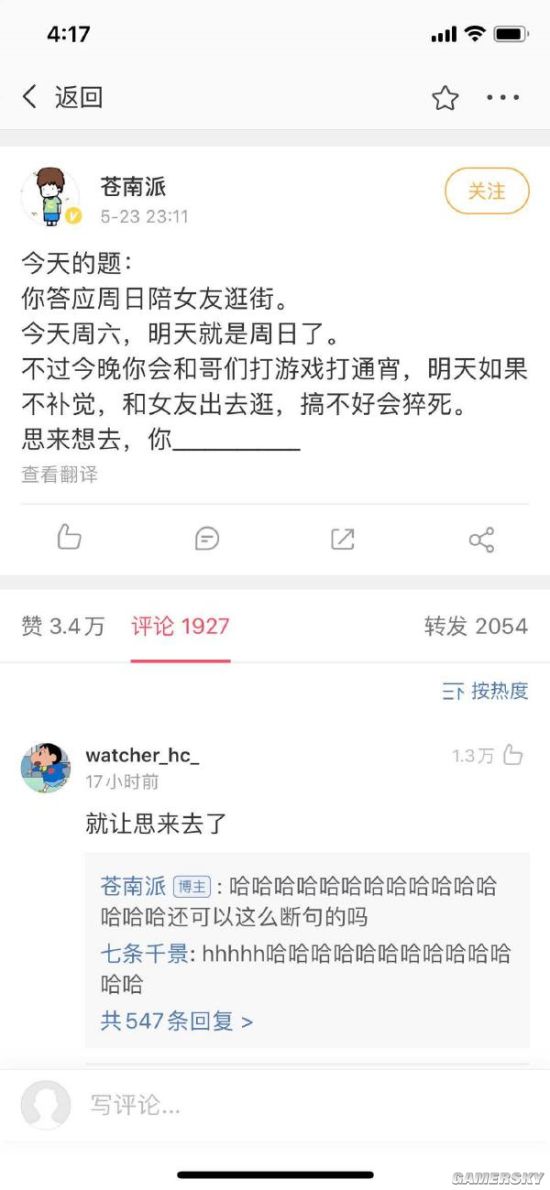 4:17
返回
苍南派
关注
5-23 23:11
今天的题：
你答应周日陪女友逛街。
今天周六，明天就是周日了。
不过今晚你会和哥们打游戏打通宵，明天如果
不补觉，和女友出去逛，搞不好会猝死。
思来想去，你__________
查看翻译
赞 3.4万 评论 1927 转发 2054
按热度
watcher_hc_
1.3万
17小时前
就让思来去了
苍南派 博主：哈哈哈哈哈哈哈哈哈哈哈哈
哈哈哈还可以这么断句的吗
七条千景: hhhhh哈哈哈哈哈哈哈哈哈哈哈
哈哈
共547条回复 >
写评论...
GAMERSKY